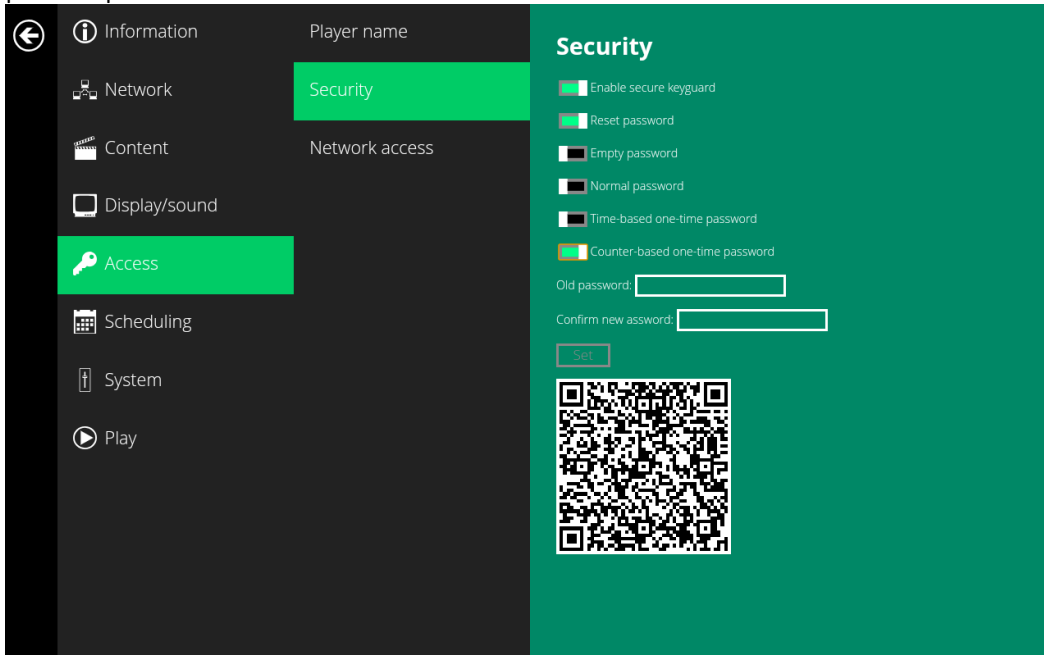 Information
Network
Content
Display/sound
Access
Scheduling
System
Play
Player name
Security
Network access
Security
Enable secure keyguard
Reset password
Empty password
Normal password
Time-based one-time password
Counter-based one-time password
Old password:
Confirm new assword:
Set